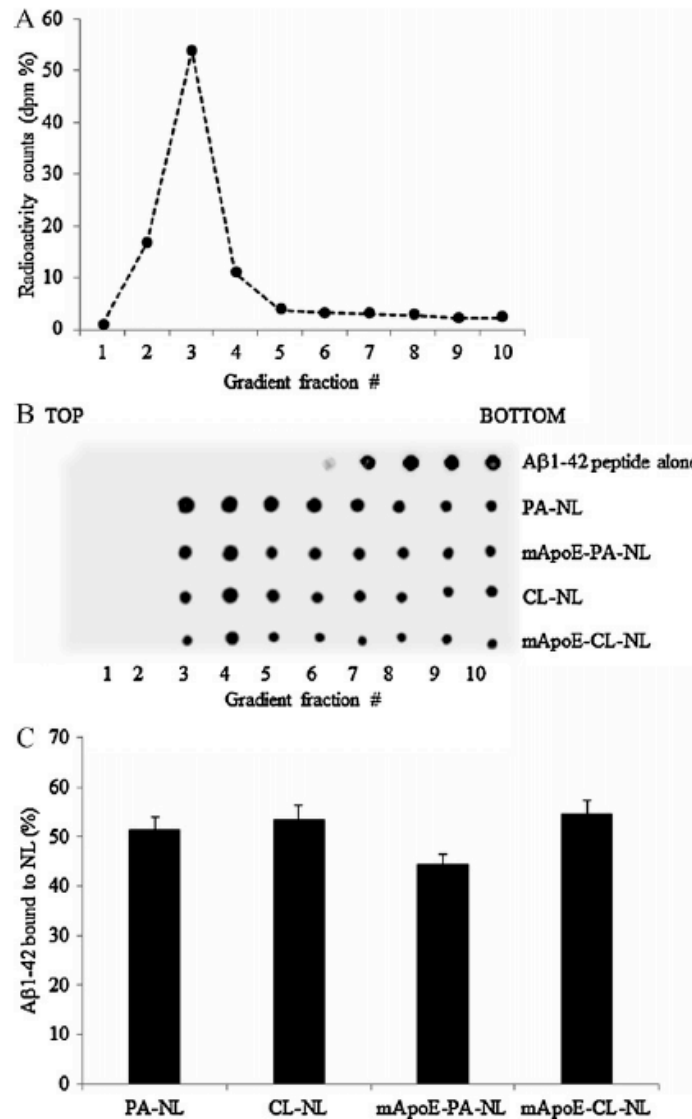 A
60
50
40
30
20
10
0
Radioactivity counts (dpm %)
1 2 3 4 5 6 7 8 9 10
Gradient fraction #
B TOP BOTTOM
Aβ1-42 peptide alone
PA-NL
mApoE-PA-NL
CL-NL
mApoE-CL-NL
1 2 3 4 5 6 7 8 9 10
Gradient fraction #
C
70
60
50
40
30
20
10
0
Aβ1-42 bound to NL (%)
PA-NL CL-NL mApoE-PA-NL mApoE-CL-NL